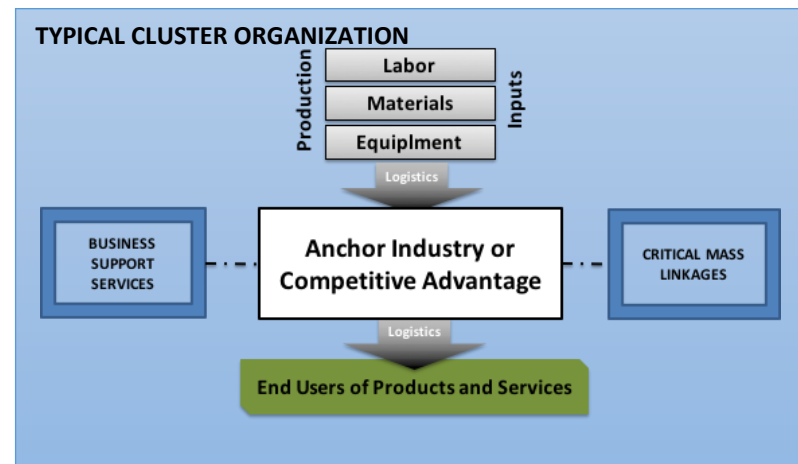 TYPICAL CLUSTER ORGANIZATION
Production
Labor
Materials
Equiplment
Inputs
Logistics
BUSINESS
SUPPORT
SERVICES
Anchor Industry or
Competitive Advantage
CRITICAL MASS
LINKAGES
Logistics
End Users of Products and Services